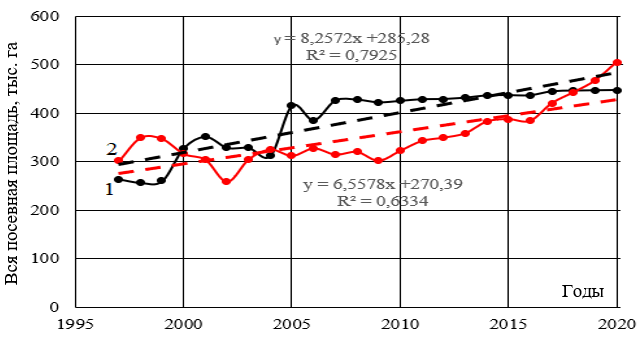 Вся посевная площадь, тыс. га
600
500
400
300
200
100
0
y = 8,2572x +285,28
R² = 0,7925
2
1
y = 6,5578x +270,39
R² = 0,6334
Годы
1995 2000 2005 2010 2015 2020